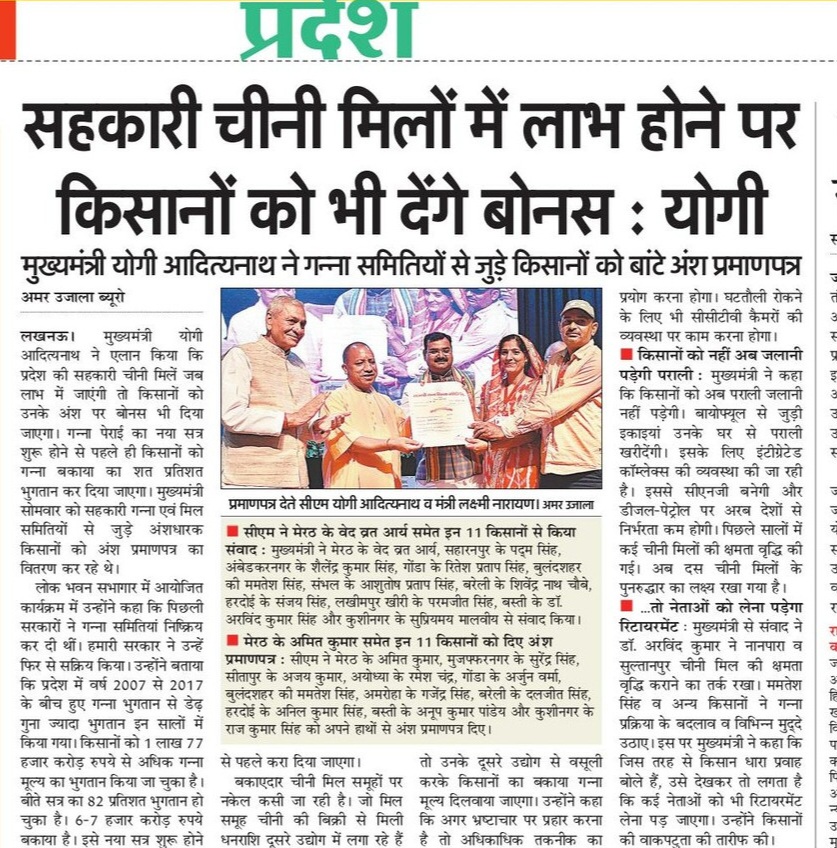 प्रदेश
सहकारी चीनी मिलों में लाभ होने पर
किसानों को भी देंगे बोनस : योगी
मुख्यमंत्री योगी आदित्यनाथ ने गन्ना समितियों से जुड़े किसानों को बांटे अंश प्रमाणपत्र
अमर उजाला ब्यूरो
लखनऊ। मुख्यमंत्री योगी
आदित्यनाथ ने एलान किया कि
प्रदेश की सहकारी चीनी मिलें जब
लाभ में जाएंगी तो किसानों को
उनके अंश पर बोनस भी दिया
जाएगा। गन्ना पेराई का नया सत्र
शुरू होने से पहले ही किसानों को
गन्ना बकाया का शत प्रतिशत
भुगतान कर दिया जाएगा। मुख्यमंत्री
सोमवार को सहकारी गन्ना एवं मिल
समितियों से जुड़े अंशधारक
किसानों को अंश प्रमाणपत्र का
वितरण कर रहे थे।
लोक भवन सभागार में आयोजित
कार्यक्रम में उन्होंने कहा कि पिछली
सरकारों ने गन्ना समितियां निष्क्रिय
कर दी थीं। हमारी सरकार ने उन्हें
फिर से सक्रिय किया। उन्होंने बताया
कि प्रदेश में वर्ष 2007 से 2017
के बीच हुए गन्ना भुगतान से डेढ़
गुना ज्यादा भुगतान इन सालों में
किया गया। किसानों को 1 लाख 77
हजार करोड़ रुपये से अधिक गन्ना
मूल्य का भुगतान किया जा चुका है।
बीते सत्र का 82 प्रतिशत भुगतान हो
चुका है। 6-7 हजार करोड़ रुपये
बकाया है। इसे नया सत्र शुरू होने
प्रमाणपत्र देते सीएम योगी आदित्यनाथ व मंत्री लक्ष्मी नारायण। अमर उजाला
■ सीएम ने मेरठ के वेद व्रत आर्य समेत इन 11 किसानों से किया
संवाद : मुख्यमंत्री ने मेरठ के वेद व्रत आर्य, सहारनपुर के पद्म सिंह,
अंबेडकरनगर के शैलेंद्र कुमार सिंह, गोंडा के रितेश प्रताप सिंह, बुलंदशहर
की ममतेश सिंह, संभल के आशुतोष प्रताप सिंह, बरेली के शिवेंद्र नाथ चौबे,
हरदोई के संजय सिंह, लखीमपुर खीरी के परमजीत सिंह, बस्ती के डॉ.
अरविंद कुमार सिंह और कुशीनगर के सुप्रियमय मालवीय से संवाद किया।
■ मेरठ के अमित कुमार समेत इन 11 किसानों को दिए अंश
प्रमाणपत्र : सीएम ने मेरठ के अमित कुमार, मुजफ्फरनगर के सुरेंद्र सिंह,
सीतापुर के अजय कुमार, अयोध्या के रमेश चंद्र, गोंडा के अर्जुन वर्मा,
बुलंदशहर की ममतेश सिंह, अमरोहा के गजेंद्र सिंह, बरेली के दलजीत सिंह,
हरदोई के अनिल कुमार सिंह, बस्ती के अनूप कुमार पांडेय और कुशीनगर के
राज कुमार सिंह को अपने हाथों से अंश प्रमाणपत्र दिए।
से पहले करा दिया जाएगा।
बकाएदार चीनी मिल समूहों पर
नकेल कसी जा रही है। जो मिल
समूह चीनी की बिक्री से मिली
धनराशि दूसरे उद्योग में लगा रहे हैं
तो उनके दूसरे उद्योग से वसूली
करके किसानों का बकाया गन्ना
मूल्य दिलवाया जाएगा। उन्होंने कहा
कि अगर भ्रष्टाचार पर प्रहार करना
है तो अधिकाधिक तकनीक का
प्रयोग करना होगा। घटतौली रोकने
के लिए भी सीसीटीवी कैमरों की
व्यवस्था पर काम करना होगा।
■ किसानों को नहीं अब जलानी
पड़ेगी पराली : मुख्यमंत्री ने कहा
कि किसानों को अब पराली जलानी
नहीं पड़ेगी। बायोफ्यूल से जुड़ी
इकाइयां उनके घर से पराली
खरीदेंगी। इसके लिए इंटीग्रेटेड
कॉम्लेक्स की व्यवस्था की जा रही
है। इससे सीएनजी बनेगी और
डीजल-पेट्रोल पर अरब देशों से
निर्भरता कम होगी। पिछले सालों में
कई चीनी मिलों की क्षमता वृद्धि की
गई। अब दस चीनी मिलों के
पुनरुद्धार का लक्ष्य रखा गया है।
■ ...तो नेताओं को लेना पड़ेगा
रिटायरमेंट : मुख्यमंत्री से संवाद ने
डॉ. अरविंद कुमार ने नानपारा व
सुल्तानपुर चीनी मिल की क्षमता
वृद्धि कराने का तर्क रखा। ममतेश
सिंह व अन्य किसानों ने गन्ना
प्रक्रिया के बदलाव व विभिन्न मुद्दे
उठाए। इस पर मुख्यमंत्री ने कहा कि
जिस तरह से किसान धारा प्रवाह
बोले हैं, उसे देखकर तो लगता है
कि कई नेताओं को भी रिटायरमेंट
लेना पड़ जाएगा। उन्होंने किसानों
की वाकपटुता की तारीफ की।